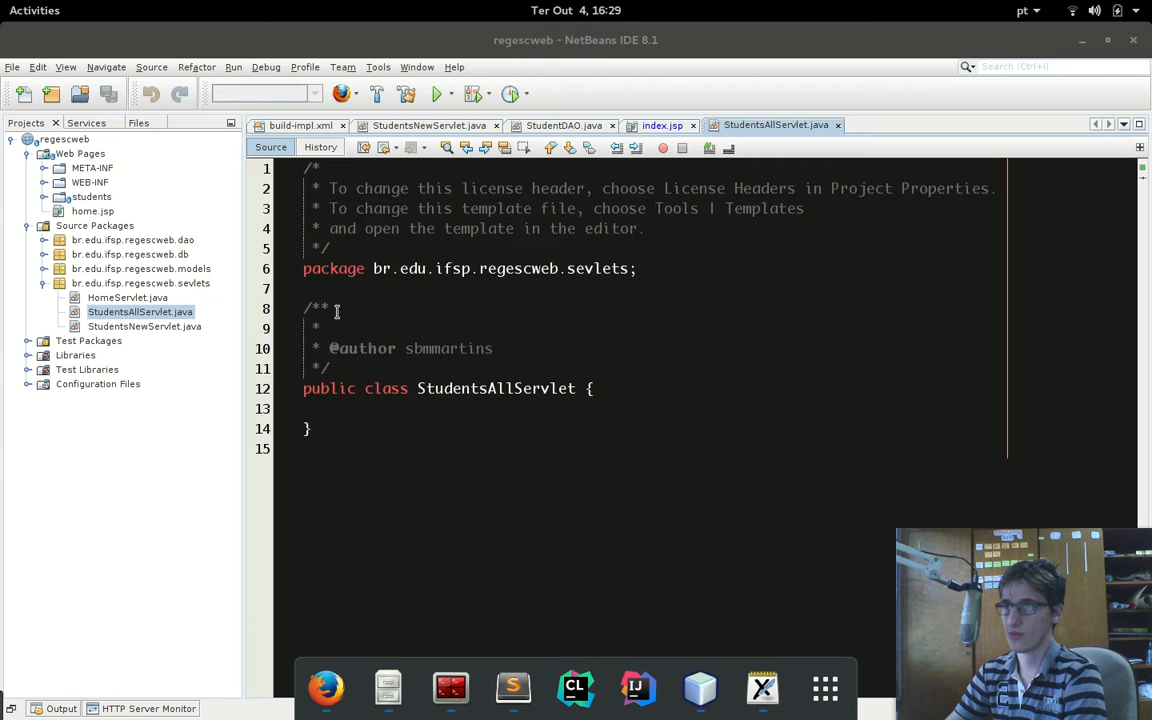 Activities
Ter Out 4, 16:29
pt
regescweb - NetBeans IDE 8.1
File Edit View Navigate Source Refactor Run Debug Profile Team Tools Window Help
Search (Ctrl+I)
Projects Services Files
build-impl.xml StudentsNewServlet.java StudentDAO.java index.jsp StudentsAllServlet.java
Source History
regescweb
Web Pages
META-INF
WEB-INF
students
home.jsp
Source Packages
br.edu.ifsp.regescweb.dao
br.edu.ifsp.regescweb.db
br.edu.ifsp.regescweb.models
br.edu.ifsp.regescweb.sevlets
HomeServlet.java
StudentsAllServlet.java
StudentsNewServlet.java
Test Packages
Libraries
Test Libraries
Configuration Files
1 /*
2 * To change this license header, choose License Headers in Project Properties.
3 * To change this template file, choose Tools | Templates
4 * and open the template in the editor.
5 */
6 package br.edu.ifsp.regescweb.sevlets;
7
8 /**
9 *
10 * @author sbmmartins
11 */
12 public class StudentsAllServlet {
13
14 }
15
S CL IJ X
Output HTTP Server Monitor